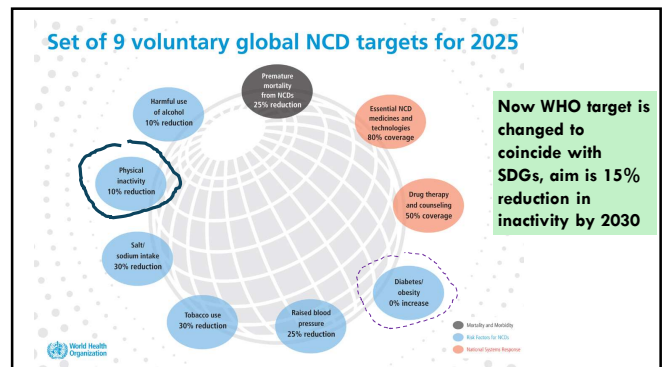 Set of 9 voluntary global NCD targets for 2025
Premature
mortality
from NCDs
25% reduction
Harmful use
of alcohol
10% reduction
Essential NCD
medicines and
technologies
80% coverage
Physical
inactivity
10% reduction
Drug therapy
and counseling
50% coverage
Salt/
sodium intake
30% reduction
Diabetes/
obesity
0% increase
Tobacco use
30% reduction
Raised blood
pressure
25% reduction
Now WHO target is
changed to
coincide with
SDGs, aim is 15%
reduction in
inactivity by 2030
Mortality and Morbidity
Risk Factors for NCDs
National Systems Response
World Health
Organization